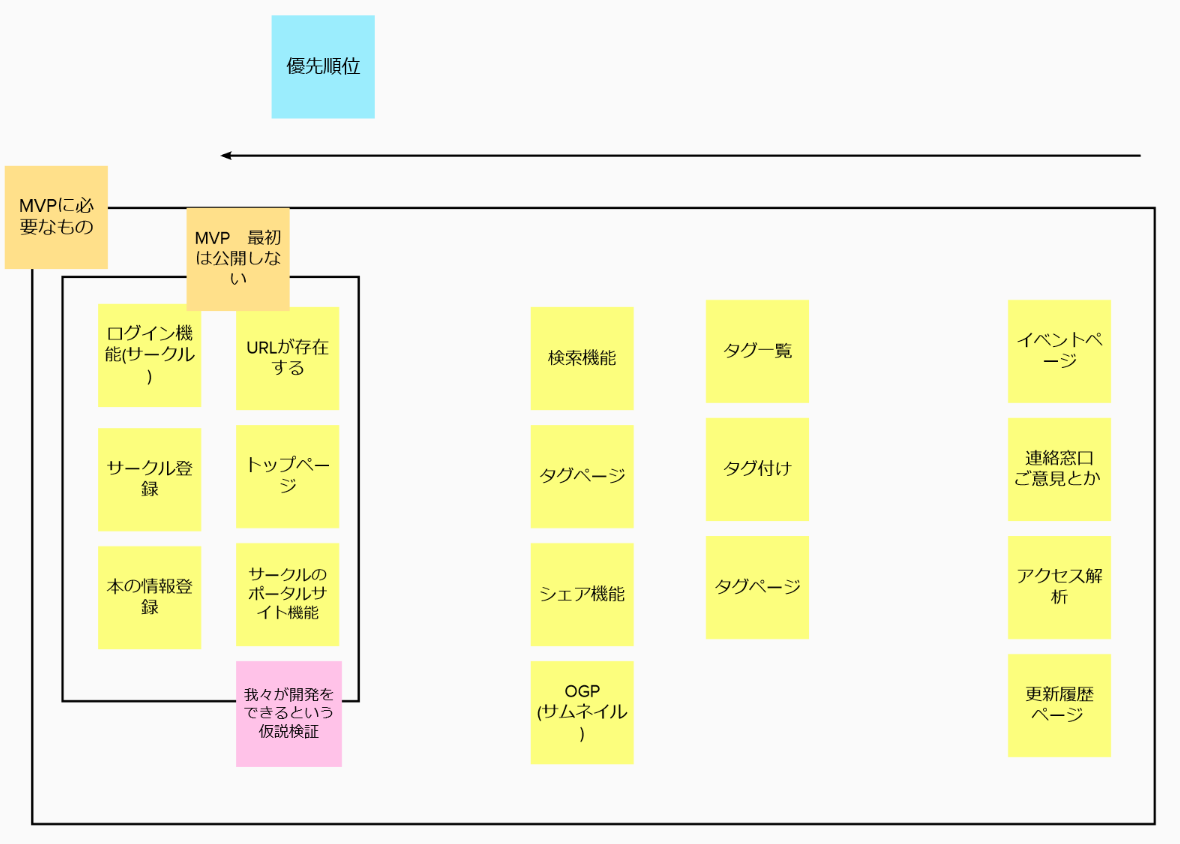 優先順位
MVPに必
要なもの
MVP　最初
は公開しな
い
ログイン機
能(サークル
)
URLが存在
する
サークル登
録
トップペー
ジ
本の情報登
録
サークルの
ポータルサ
イト機能
我々が開発を
できるという
仮説検証
検索機能
タグページ
シェア機能
OGP
(サムネイル
)
タグ一覧
タグ付け
タグページ
イベントペ
ージ
連絡窓口
ご意見とか
アクセス解
析
更新履歴
ページ